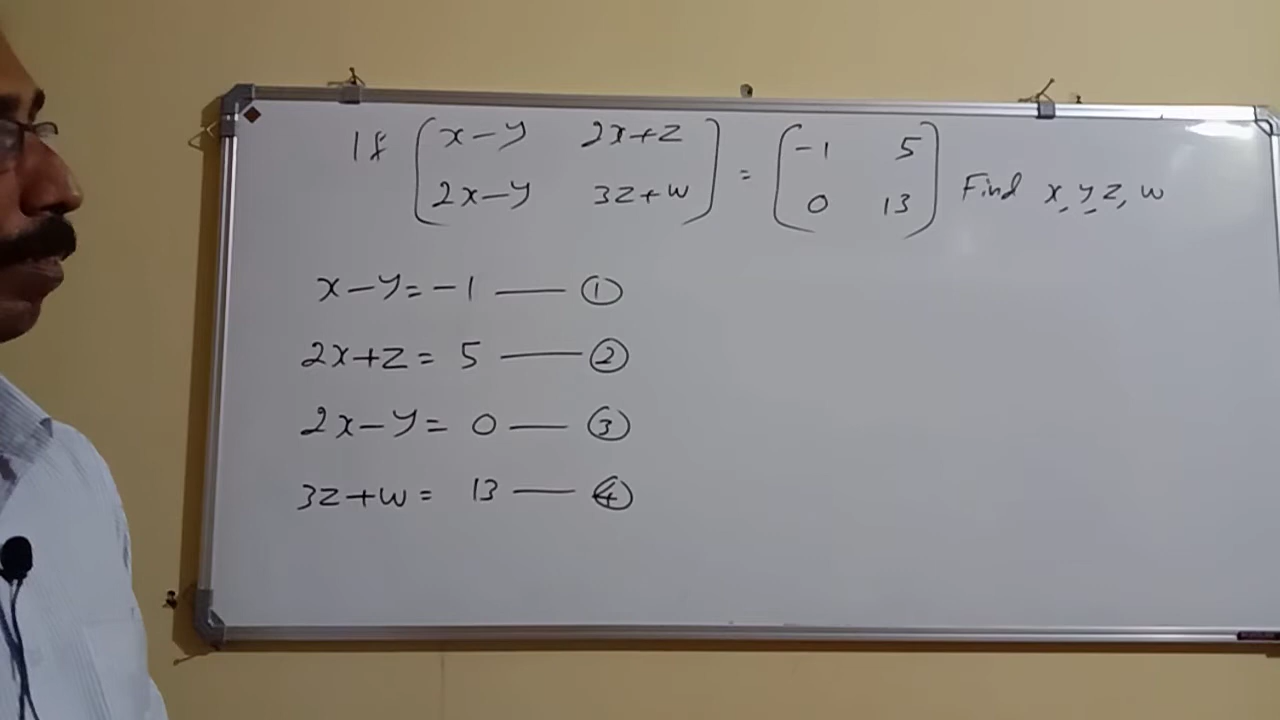 If (x-y 2x+z) = (-1 5)
(2x-y 3z+w) (0 13) Find x, y, z, w
x-y = -1 —— ①
2x+z = 5 —— ②
2x-y = 0 —— ③
3z+w = 13 —— ④